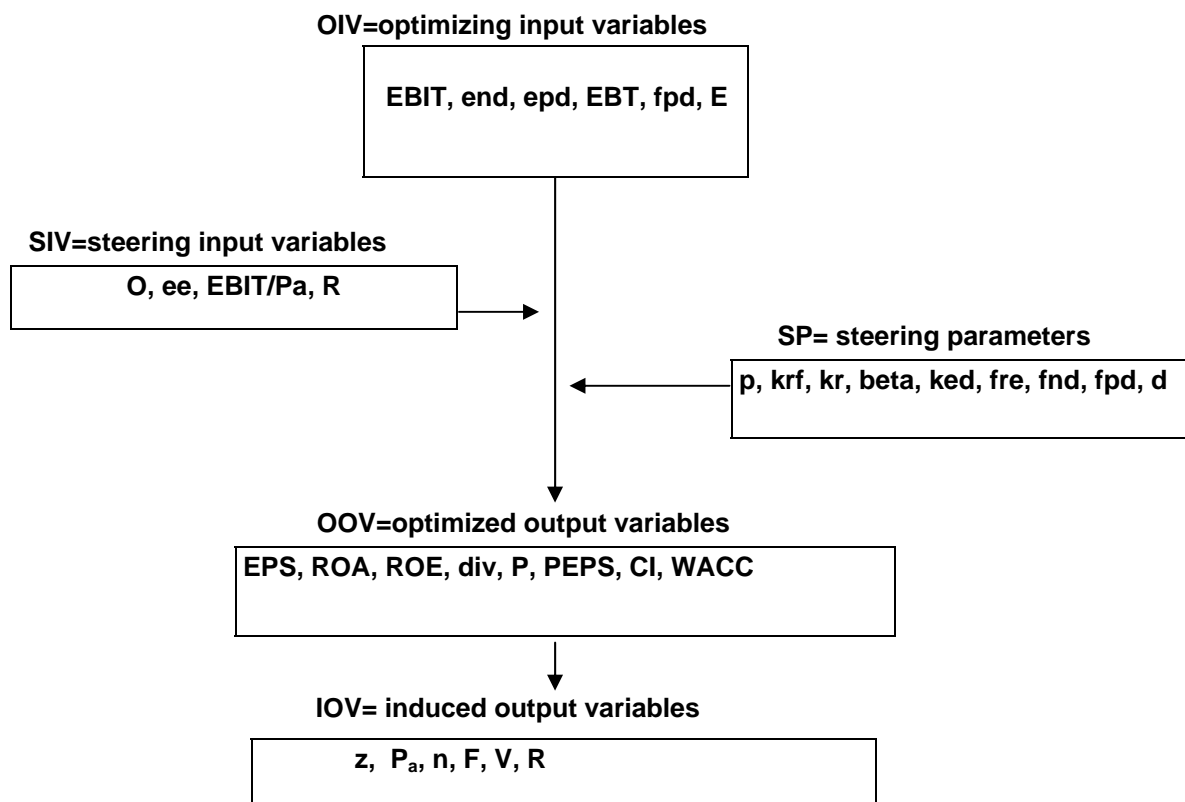 OIV=optimizing input variables
EBIT, end, epd, EBT, fpd, E
SIV=steering input variables
O, ee, EBIT/Pa, R
SP= steering parameters
p, krf, kr, beta, ked, fre, fnd, fpd, d
OOV=optimized output variables
EPS, ROA, ROE, div, P, PEPS, CI, WACC
IOV= induced output variables
z, Pa, n, F, V, R